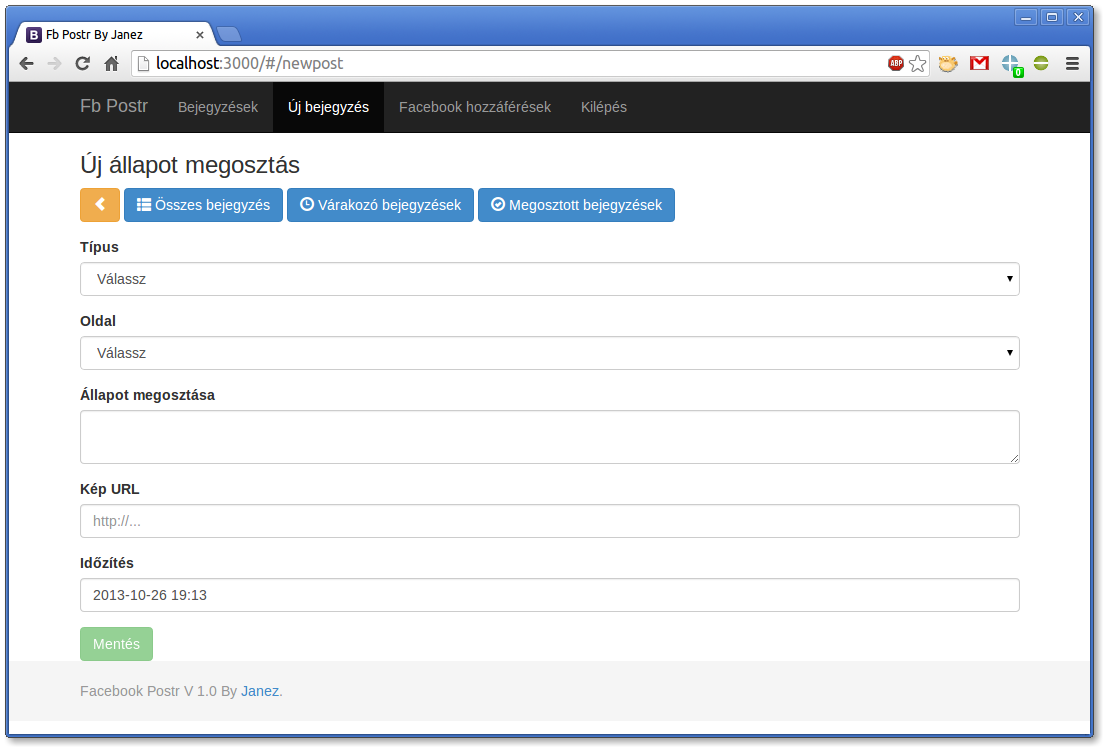 Fb Postr By Janez
localhost:3000/#/newpost
ABP
0
Fb Postr Bejegyzések Új bejegyzés Facebook hozzáférések Kilépés
Új állapot megosztás
Összes bejegyzés Várakozó bejegyzések Megosztott bejegyzések
Típus
Válassz
Oldal
Válassz
Állapot megosztása
Kép URL
http://...
Időzítés
2013-10-26 19:13
Mentés
Facebook Postr V 1.0 By Janez.